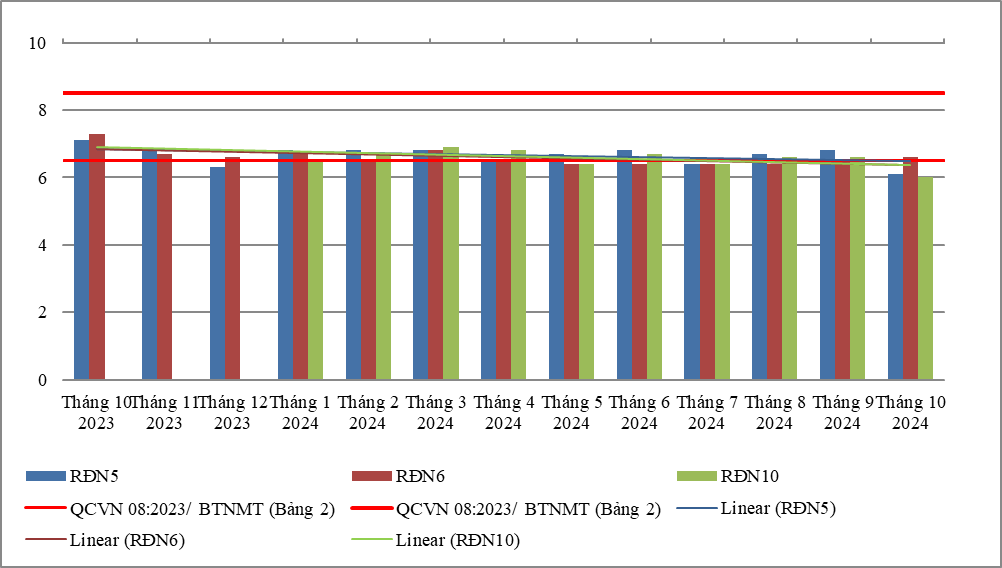 10
8
6
4
2
0
Tháng 10 Tháng 11 Tháng 12 Tháng 1 Tháng 2 Tháng 3 Tháng 4 Tháng 5 Tháng 6 Tháng 7 Tháng 8 Tháng 9 Tháng 10
2023 2023 2023 2024 2024 2024 2024 2024 2024 2024 2024 2024 2024
RĐN5 RĐN6 RĐN10
QCVN 08:2023/ BTNMT (Bảng 2) QCVN 08:2023/ BTNMT (Bảng 2) Linear (RĐN5)
Linear (RĐN6) Linear (RĐN10)